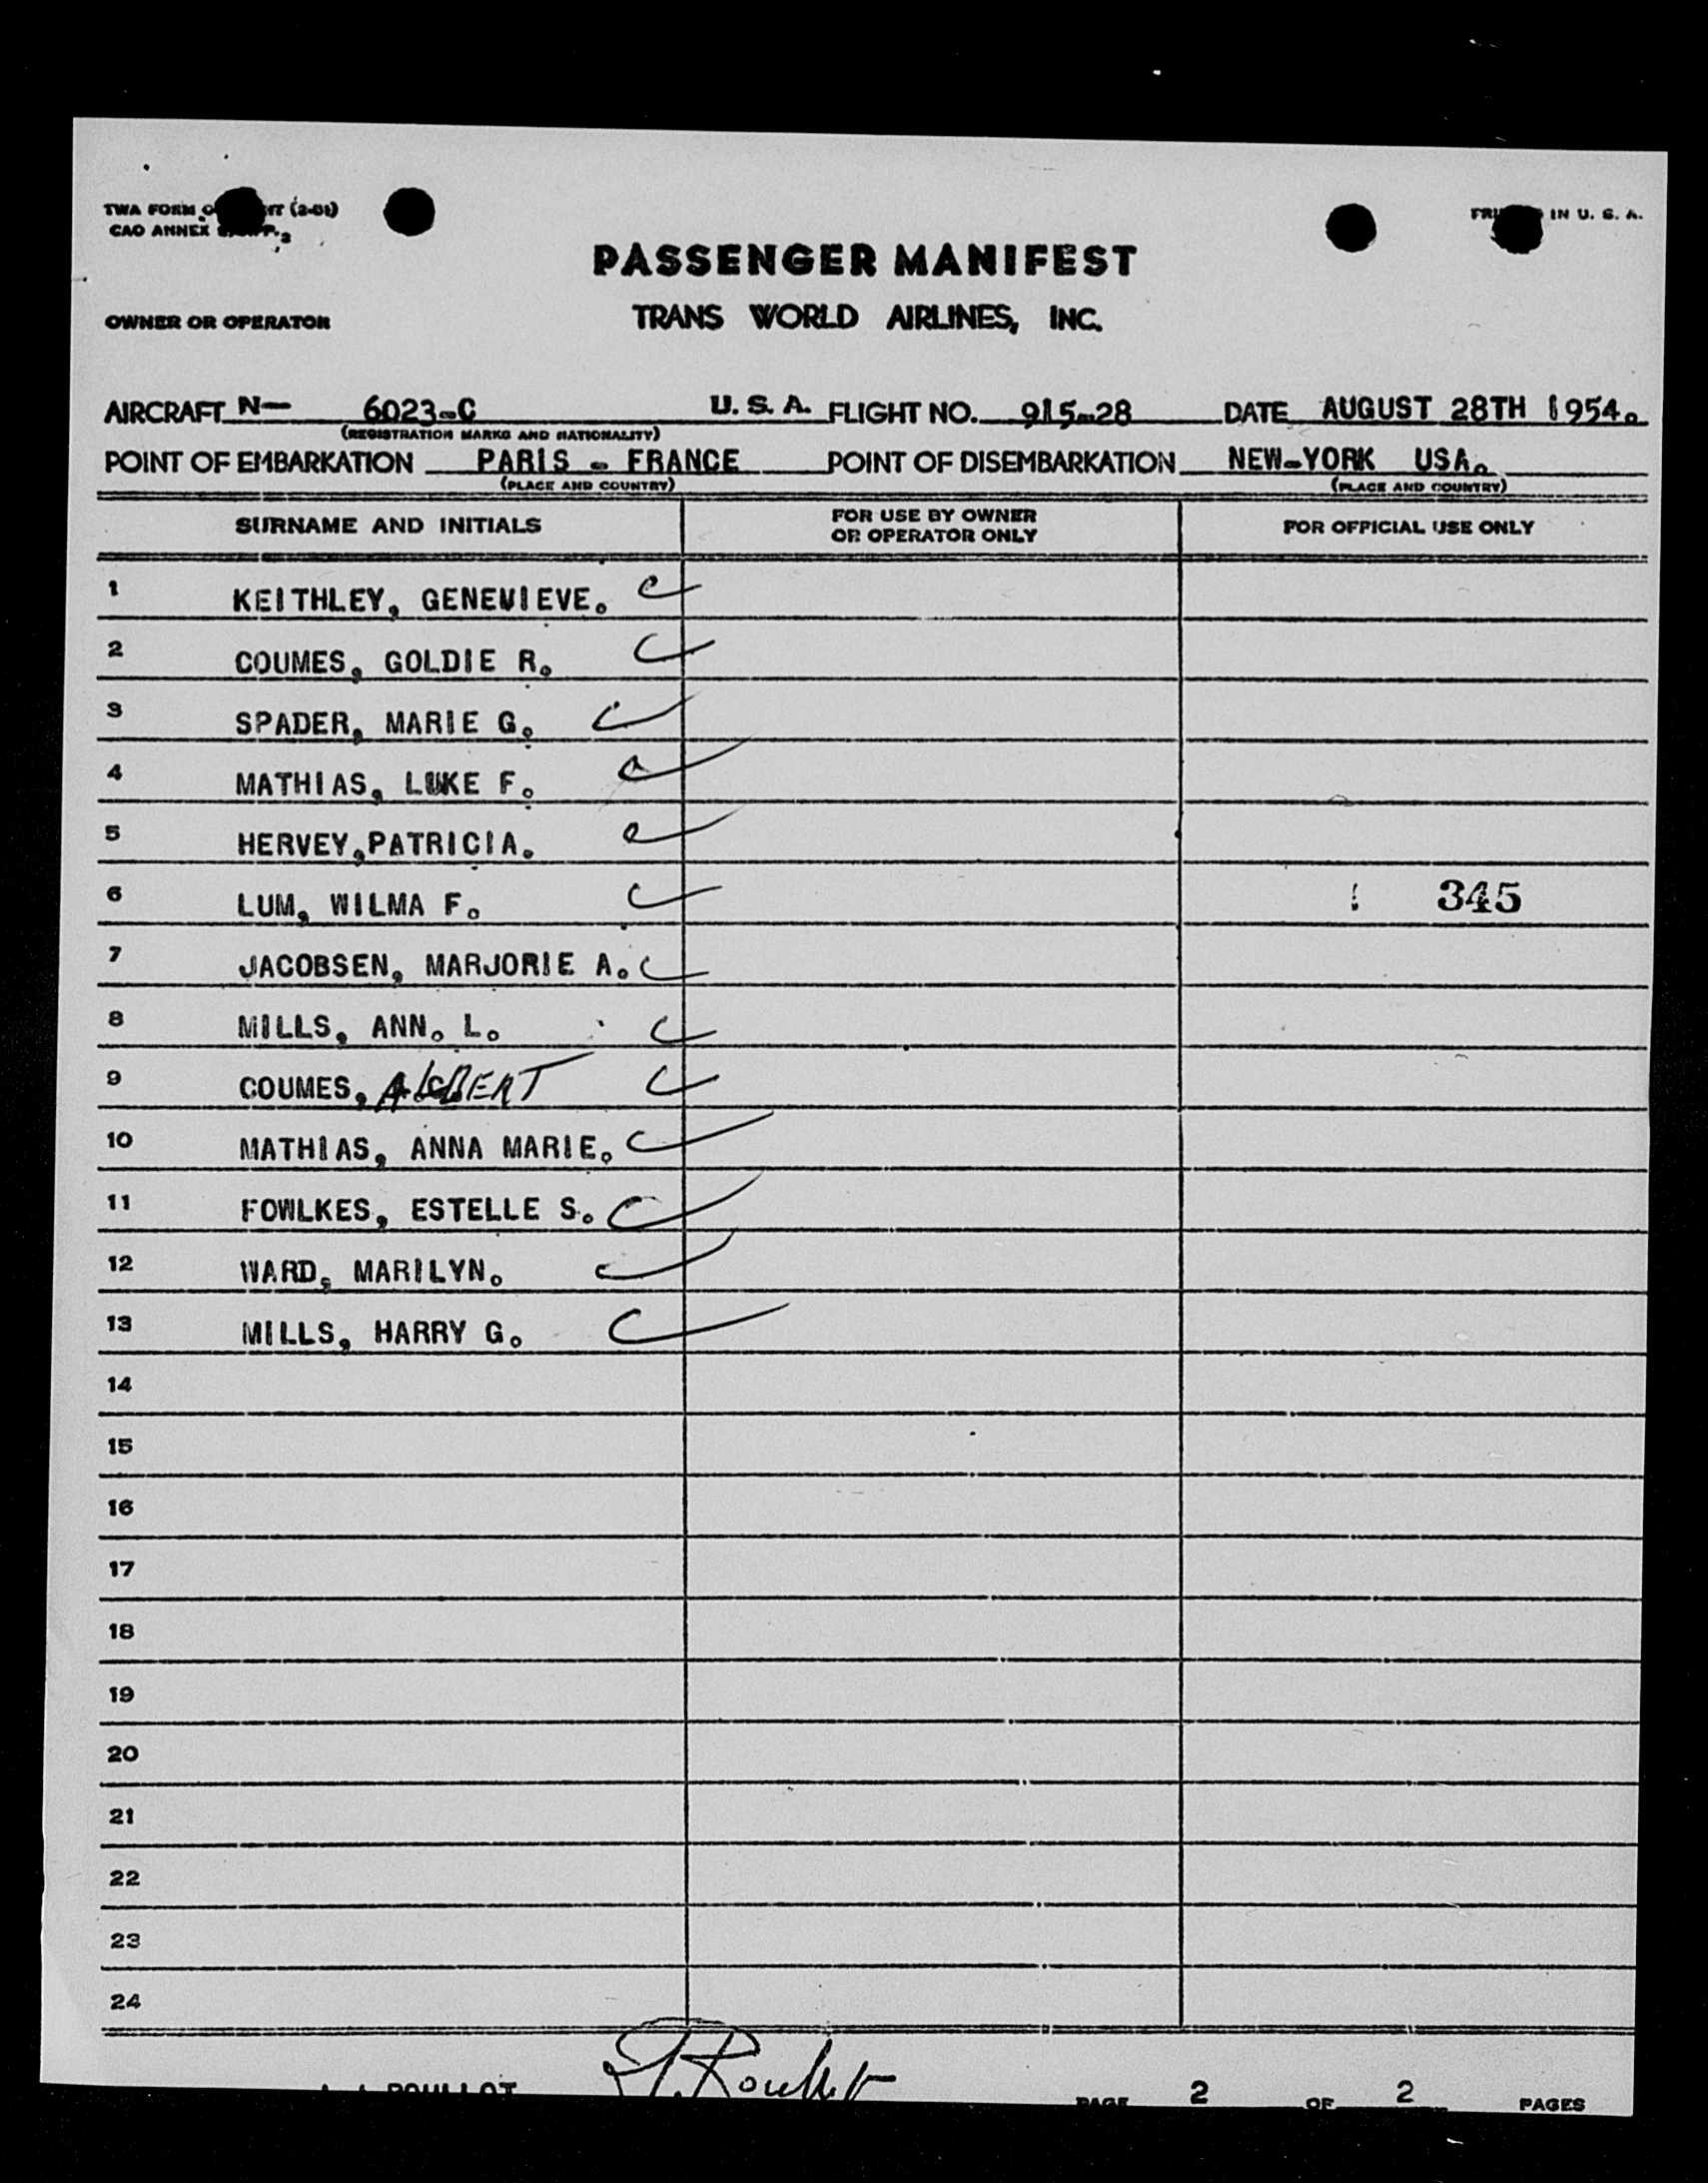 TWA FORM (2-51) PRINTED IN U. S. A.
CAO ANNEX
PASSENGER MANIFEST
OWNER OR OPERATOR TRANS WORLD AIRLINES, INC.
AIRCRAFT N— 6023-C U. S. A. FLIGHT NO. 915-28 DATE AUGUST 28TH 1954.
(REGISTRATION MARKS AND NATIONALITY)
POINT OF EMBARKATION PARIS - FRANCE POINT OF DISEMBARKATION NEW-YORK USA.
(PLACE AND COUNTRY) (PLACE AND COUNTRY)
SURNAME AND INITIALS FOR USE BY OWNER OR OPERATOR ONLY FOR OFFICIAL USE ONLY
1 KEITHLEY, GENEVIEVE.
2 COUMES, GOLDIE R.
3 SPADER, MARIE G.
4 MATHIAS, LUKE F.
5 HERVEY,PATRICIA.
6 LUM, WILMA F. 345
7 JACOBSEN, MARJORIE A.
8 MILLS, ANN. L.
9 COUMES, ALBERT
10 MATHIAS, ANNA MARIE.
11 FOWLKES, ESTELLE S.
12 WARD, MARILYN.
13 MILLS, HARRY G.
14
15
16
17
18
19
20
21
22
23
24
ROUILLOT
PAGE 2 OF 2 PAGES